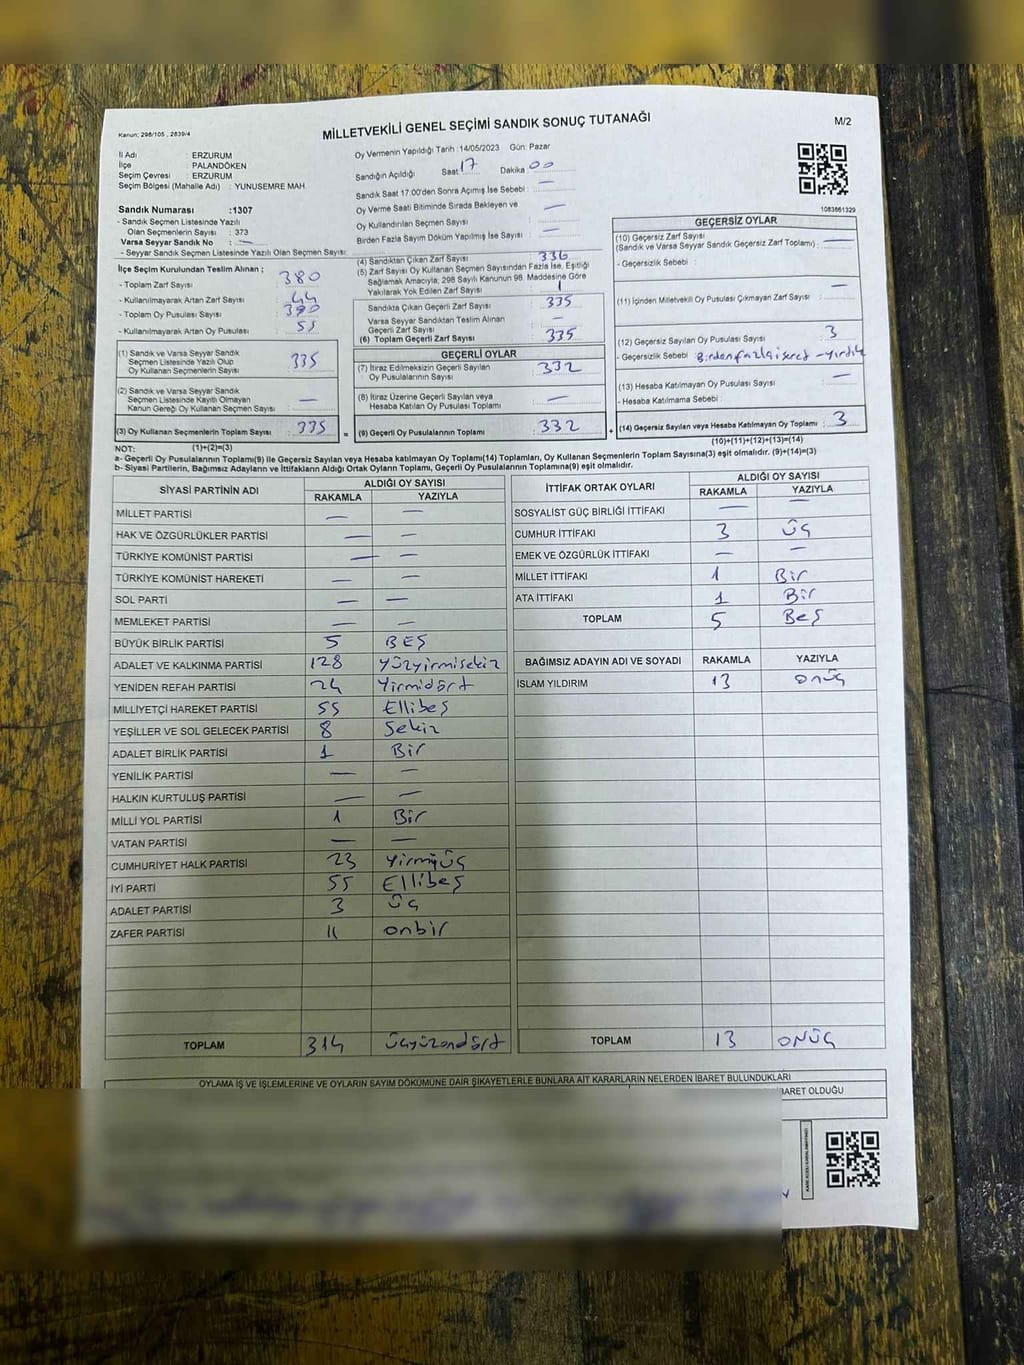 Kanun: 298/105 , 2839/4
MİLLETVEKİLİ GENEL SEÇİMİ SANDIK SONUÇ TUTANAĞI
M/2
İl Adı : ERZURUM
İlçe : PALANDÖKEN
Seçim Çevresi : ERZURUM
Seçim Bölgesi (Mahalle Adı) : YUNUSEMRE MAH.
Oy Vermenin Yapıldığı Tarih :14/05/2023 Gün: Pazar
Sandığın Açıldığı Saat 17 Dakika 00
Sandık Saat 17.00'den Sonra Açımış İse Sebebi : —
Oy Verme Saati Bitiminde Sırada Bekleyen ve
Oy Kullandırılan Seçmen Sayısı —
Birden Fazla Sayım Döküm Yapılmış İse Sayısı : —
1083861329
Sandık Numarası :1307
- Sandık Seçmen Listesinde Yazılı
Olan Seçmenlerin Sayısı : 373
Varsa Seyyar Sandık No : —
- Seyyar Sandık Seçmen Listesinde Yazılı Olan Seçmen Sayısı:
İlçe Seçim Kurulundan Teslim Alınan ;
- Toplam Zarf Sayısı : 380
- Kullanılmayarak Artan Zarf Sayısı : 44
- Toplam Oy Pusulası : 390
- Kullanılmayarak Artan Oy Pusulası : 55
(1) Sandık ve Varsa Seyyar Sandık
Seçmen Listesinde Yazılı Olup
Oy Kullanan Seçmenlerin Sayısı : 335
(2) Sandık ve Varsa Seyyar Sandık
Seçmen Listesinde Kayıtlı Olmayan
Kanun Gereği Oy Kullanan Seçmen Sayısı : —
(3) Oy Kullanan Seçmenlerin Toplam Sayısı : 335
(4) Sandıktan Çıkan Zarf Sayısı : 336
(5) Zarf Sayısı Oy Kullanan Seçmen Sayısından Fazla İse, Eşitliği
Sağlamak Amacıyla, 298 Sayılı Kanunun 98. Maddesine Göre
Yakılarak Yok Edilen Zarf Sayısı : 1
Sandıkta Çıkan Geçerli Zarf Sayısı : 335
Varsa Seyyar Sandıktan Teslim Alınan
Geçerli Zarf Sayısı : —
(6) Toplam Geçerli Zarf Sayısı : 335
GEÇERLİ OYLAR
(7) İtiraz Edilmeksizin Geçerli Sayılan
Oy Pusulalarının Sayısı : 332
(8) İtiraz Üzerine Geçerli Sayılan veya
Hesaba Katılan Oy Pusulaları Toplamı : —
= (9) Geçerli Oy Pusulalarının Toplamı : 332
GEÇERSİZ OYLAR
(10) Geçersiz Zarf Sayısı
(Sandık ve Varsa Seyyar Sandık Geçersiz Zarf Toplamı) : —
- Geçersizlik Sebebi :
(11) İçinden Milletvekili Oy Pusulası Çıkmayan Zarf Sayısı : —
(12) Geçersiz Sayılan Oy Pusulası Sayısı : 3
- Geçersizlik Sebebi : Birden fazla işaret - yırtık
(13) Hesaba Katılmayan Oy Pusulası Sayısı : —
- Hesaba Katılmama Sebebi :
+ (14) Geçersiz Sayılan veya Hesaba Katılmayan Oy Toplamı : 3
NOT: (1)+(2)=(3)
(10)+(11)+(12)+(13)=(14)
a- Geçerli Oy Pusulalarının Toplamı(9) ile Geçersiz Sayılan veya Hesaba katılmayan Oy Toplamı(14) Toplamları, Oy Kullanan Seçmenlerin Toplam Sayısına(3) eşit olmalıdır. (9)+(14)=(3)
b- Siyasi Partilerin, Bağımsız Adayların ve İttifakların Aldığı Ortak Oyların Toplamı, Geçerli Oy Pusulalarının Toplamına(9) eşit olmalıdır.
SİYASİ PARTİNİN ADI ALDIĞI OY SAYISI
RAKAMLA YAZIYLA
MİLLET PARTİSİ — —
HAK VE ÖZGÜRLÜKLER PARTİSİ — —
TÜRKİYE KOMÜNİST PARTİSİ — —
TÜRKİYE KOMÜNİST HAREKETİ — —
SOL PARTİ — —
MEMLEKET PARTİSİ — —
BÜYÜK BİRLİK PARTİSİ 5 BEŞ
ADALET VE KALKINMA PARTİSİ 128 Yüzyirmisekiz
YENİDEN REFAH PARTİSİ 24 Yirmidört
MİLLİYETÇİ HAREKET PARTİSİ 55 Ellibeş
YEŞİLLER VE SOL GELECEK PARTİSİ 8 Sekiz
ADALET BİRLİK PARTİSİ 1 Bir
YENİLİK PARTİSİ — —
HALKIN KURTULUŞ PARTİSİ — —
MİLLİ YOL PARTİSİ 1 Bir
VATAN PARTİSİ — —
CUMHURİYET HALK PARTİSİ 23 Yirmiüç
İYİ PARTİ 55 Ellibeş
ADALET PARTİSİ 3 üç
ZAFER PARTİSİ 11 onbir
TOPLAM 314 üçyüzondört
İTTİFAK ORTAK OYLARI ALDIĞI OY SAYISI
RAKAMLA YAZIYLA
SOSYALİST GÜÇ BİRLİĞİ İTTİFAKI — —
CUMHUR İTTİFAKI 3 üç
EMEK VE ÖZGÜRLÜK İTTİFAKI — —
MİLLET İTTİFAKI 1 Bir
ATA İTTİFAKI 1 Bir
TOPLAM 5 Beş
BAĞIMSIZ ADAYIN ADI VE SOYADI RAKAMLA YAZIYLA
İSLAM YILDIRIM 13 onüç
TOPLAM 13 onüç
OYLAMA İŞ VE İŞLEMLERİNE VE OYLARIN SAYIM DÖKÜMÜNE DAİR ŞİKAYETLERLE BUNLARA AİT KARARLARIN NELERDEN İBARET BULUNDUKLARI
BARET OLDUĞU